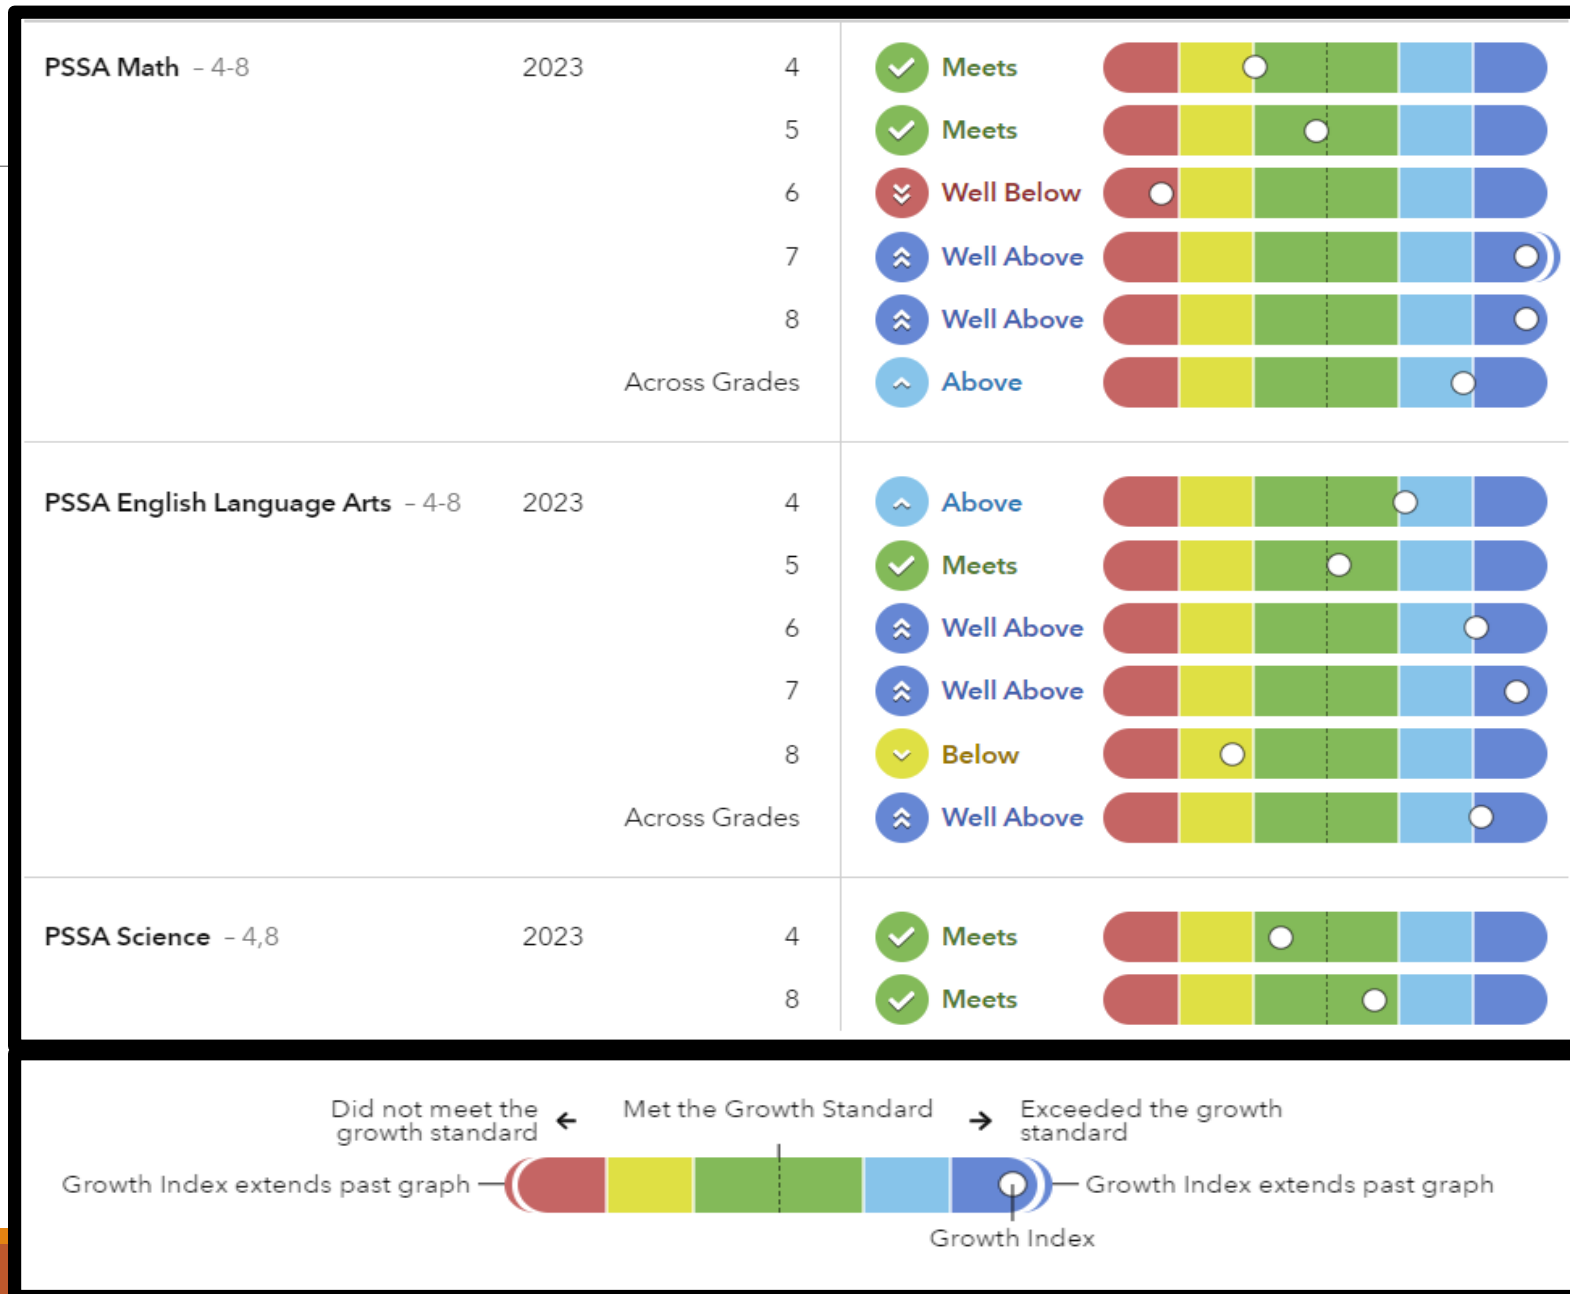 PSSA Math – 4-8 2023 4 Meets
5 Meets
6 Well Below
7 Well Above
8 Well Above
Across Grades Above
PSSA English Language Arts – 4-8 2023 4 Above
5 Meets
6 Well Above
7 Well Above
8 Below
Across Grades Well Above
PSSA Science – 4,8 2023 4 Meets
8 Meets
Did not meet the
growth standard
Met the Growth Standard
Exceeded the growth
standard
Growth Index extends past graph
Growth Index extends past graph
Growth Index